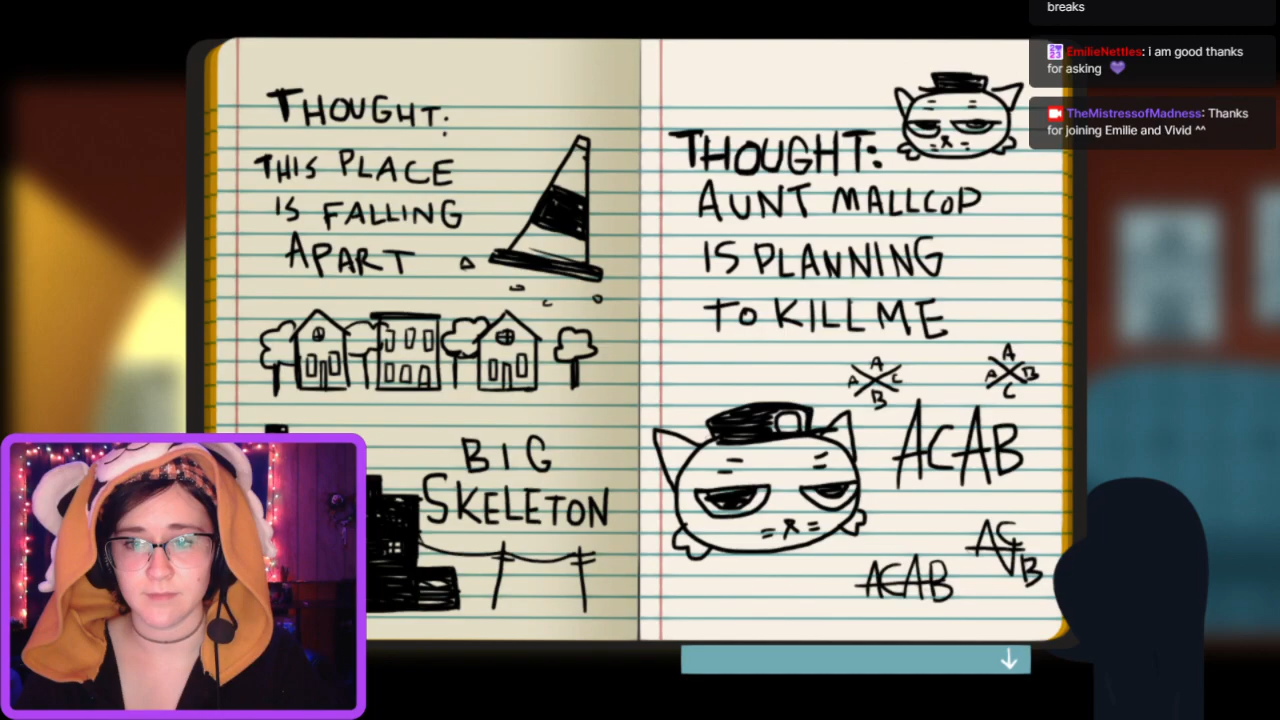 THOUGHT:
THIS PLACE
IS FALLING
APART
BIG
SKELETON
THOUGHT:
AUNT MALLCOP
IS PLANNING
TO KILL ME
A
A C
B
A
A B
C
ACAB
AC
B
ACAB
breaks
EmilieNettles: i am good thanks
for asking
TheMistressofMadness: Thanks
for joining Emilie and Vivid ^^